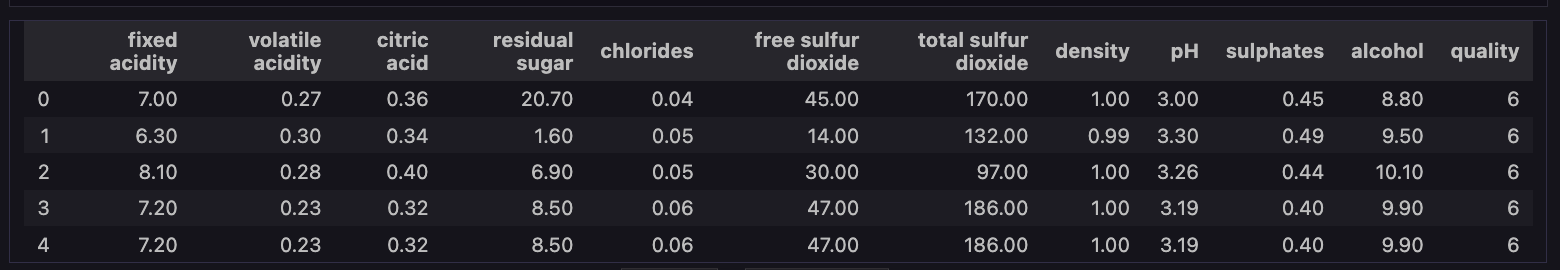 fixed acidity volatile acidity citric acid residual sugar chlorides free sulfur dioxide total sulfur dioxide density pH sulphates alcohol quality
0 7.00 0.27 0.36 20.70 0.04 45.00 170.00 1.00 3.00 0.45 8.80 6
1 6.30 0.30 0.34 1.60 0.05 14.00 132.00 0.99 3.30 0.49 9.50 6
2 8.10 0.28 0.40 6.90 0.05 30.00 97.00 1.00 3.26 0.44 10.10 6
3 7.20 0.23 0.32 8.50 0.06 47.00 186.00 1.00 3.19 0.40 9.90 6
4 7.20 0.23 0.32 8.50 0.06 47.00 186.00 1.00 3.19 0.40 9.90 6